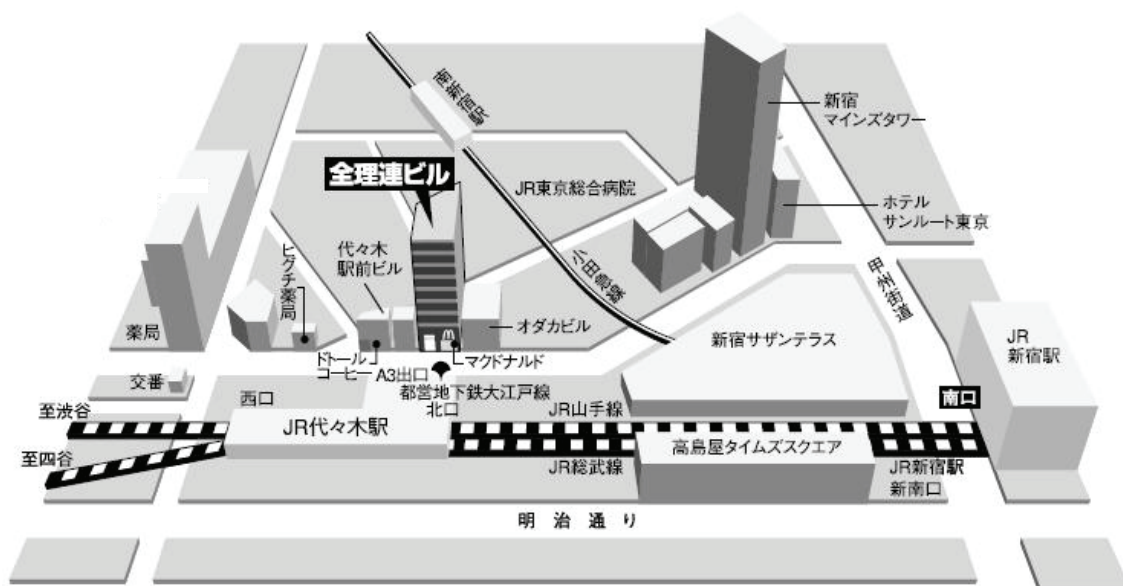 南新宿駅
新宿
マインズタワー
全理連ビル
JR東京総合病院
ホテル
サンルート東京
ヒグチ薬局
代々木
駅前ビル
小田急線
甲州街道
薬局
オダカビル
新宿サザンテラス
JR
新宿駅
ドトール
コーヒー
マクドナルド
A3出口
交番
都営地下鉄大江戸線
西口
北口
南口
至渋谷
JR代々木駅
JR山手線
高島屋タイムズスクエア
至四谷
JR総武線
JR新宿駅
新南口
明治通り